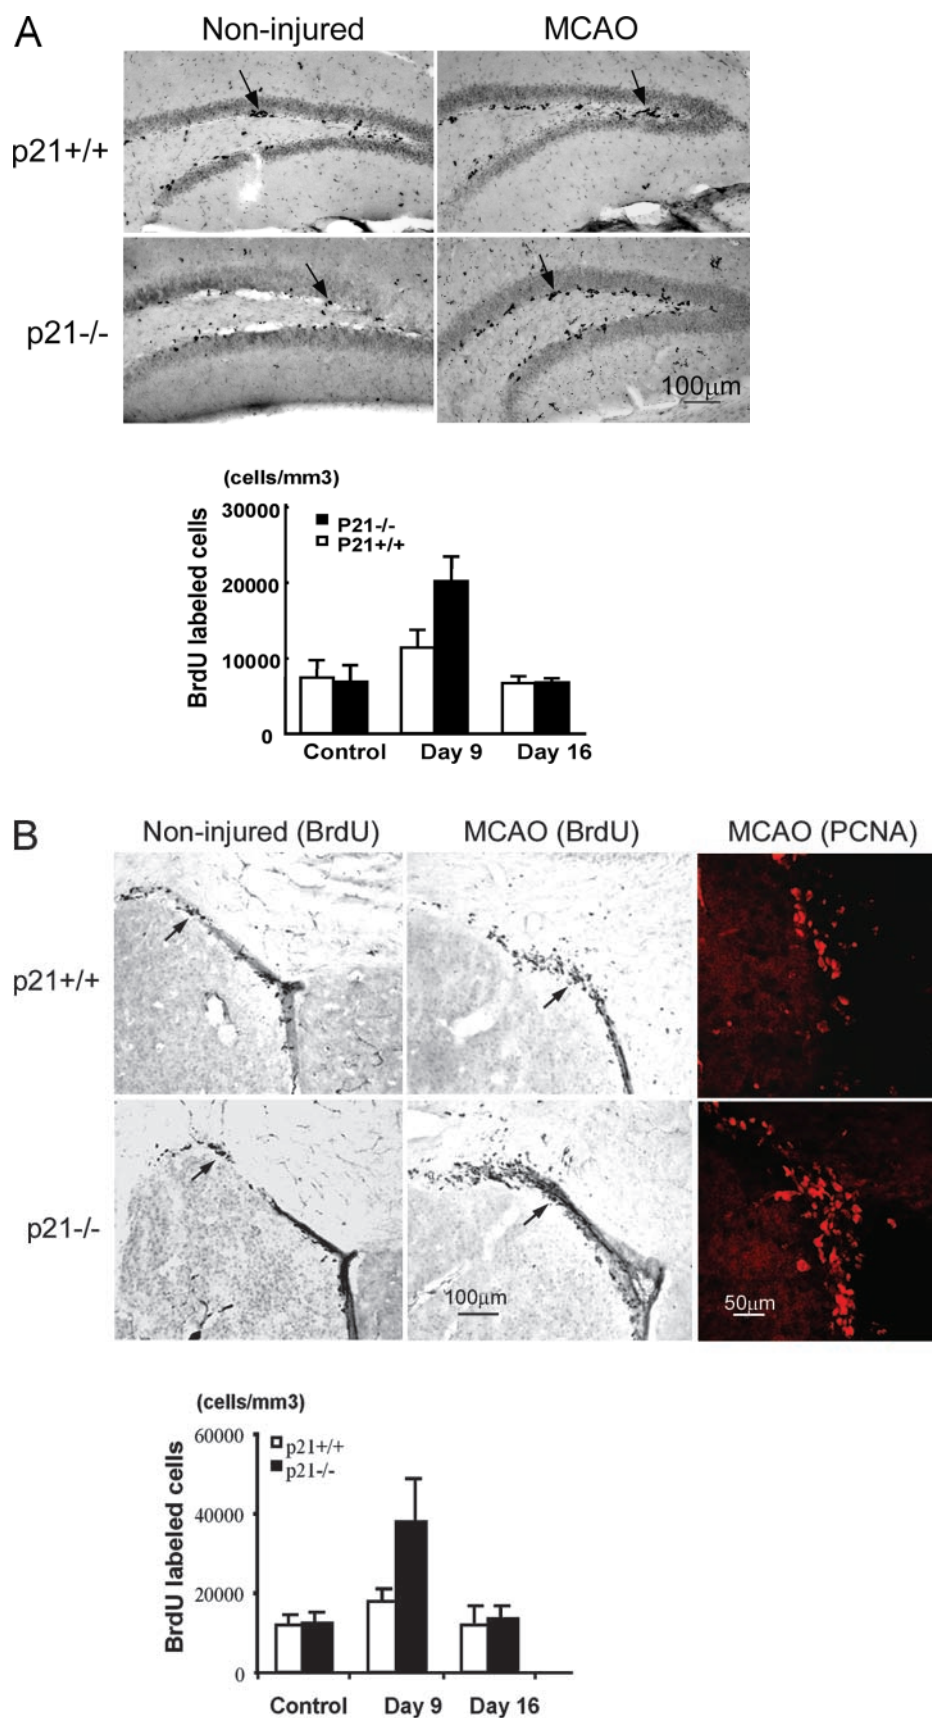 A
Non-injured MCAO
p21+/+
p21-/-
100μm
(cells/mm3)
BrdU labeled cells
30000
20000
10000
0
P21-/-
P21+/+
Control Day 9 Day 16
B
Non-injured (BrdU) MCAO (BrdU) MCAO (PCNA)
p21+/+
p21-/-
100μm
50μm
(cells/mm3)
BrdU labeled cells
60000
40000
20000
0
p21+/+
p21-/-
Control Day 9 Day 16